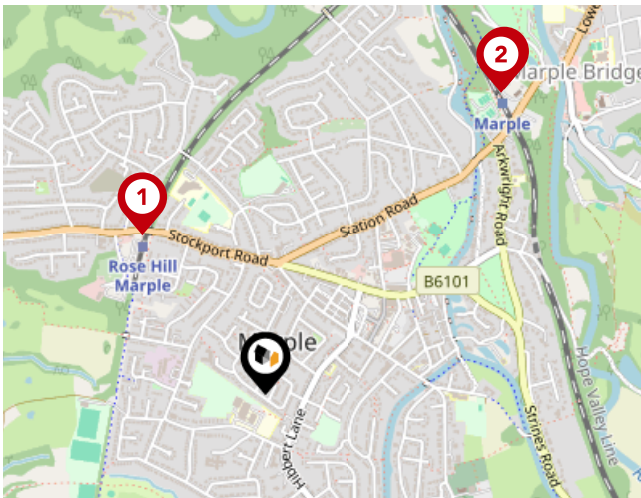 2
Marple Bridge
Lowe
Marple
1
Arkwright Road
Station Road
Stockport Road
Rose Hill
Marple
B6101
Marple
Hope Valley Line
Hibbert Lane
Strines Road